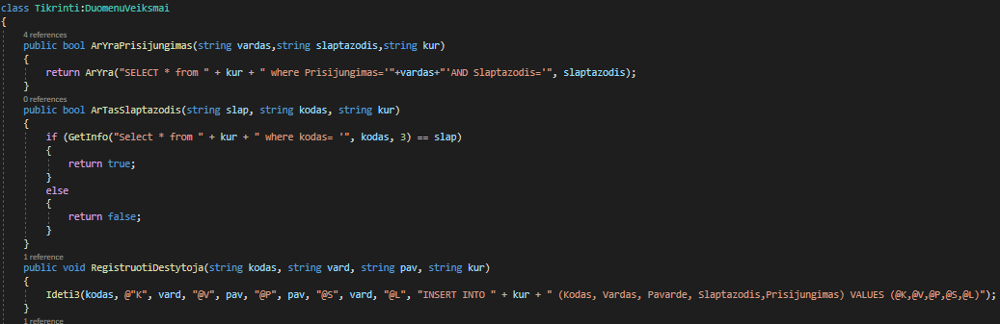 class Tikrinti:DuomenuVeiksmai
{
4 references
public bool ArYraPrisijungimas(string vardas,string slaptazodis,string kur)
{
return ArYra("SELECT * from " + kur + " where Prisijungimas='"+vardas+"'AND Slaptazodis='", slaptazodis);
}
0 references
public bool ArTasSlaptazodis(string slap, string kodas, string kur)
{
if (GetInfo("Select * from " + kur + " where kodas= '", kodas, 3) == slap)
{
return true;
}
else
{
return false;
}
}
1 reference
public void RegistruotiDestytoja(string kodas, string vard, string pav, string kur)
{
Ideti3(kodas, @"K", vard, "@V", pav, "@P", pav, "@S", vard, "@L", "INSERT INTO " + kur + " (Kodas, Vardas, Pavarde, Slaptazodis,Prisijungimas) VALUES (@K,@V,@P,@S,@L)");
}
1 reference